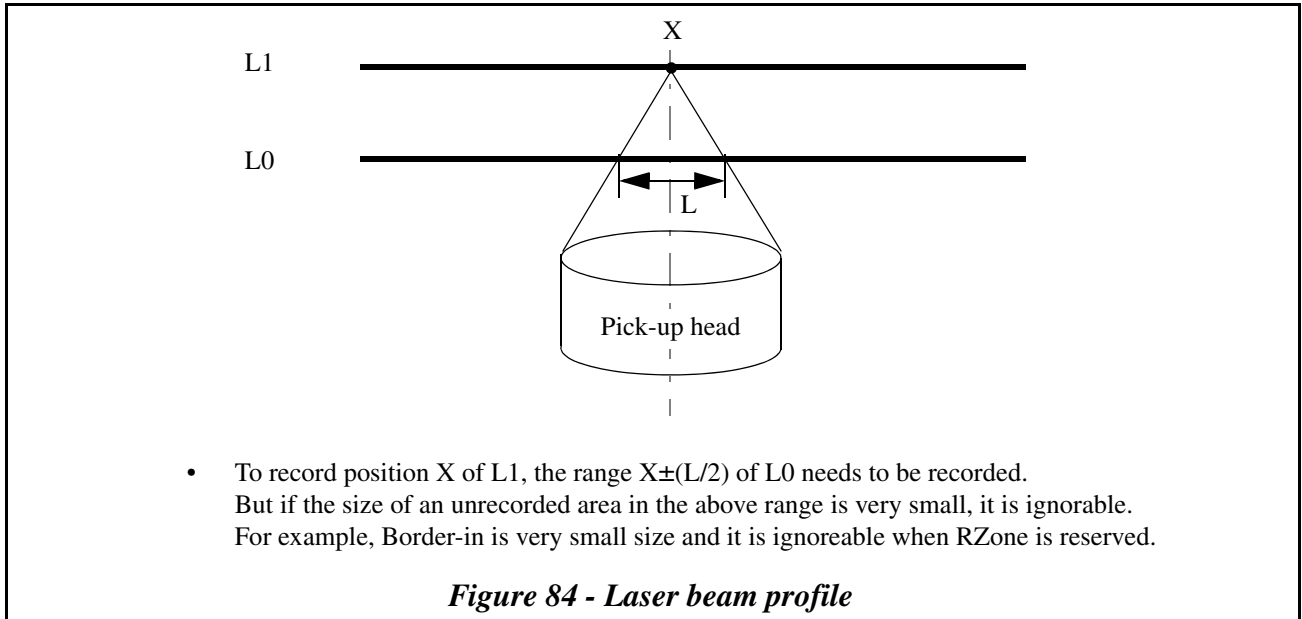 X
L1
L0
L
Pick-up head
• To record position X of L1, the range X±(L/2) of L0 needs to be recorded.
But if the size of an unrecorded area in the above range is very small, it is ignorable.
For example, Border-in is very small size and it is ignoreable when RZone is reserved.
Figure 84 - Laser beam profile